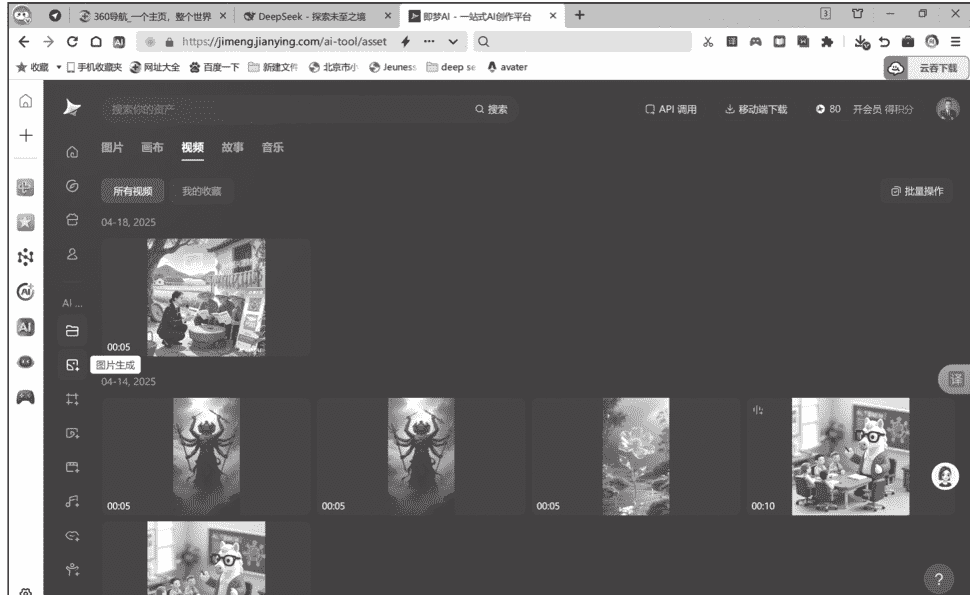 360导航_一个主页，整个世界
DeepSeek - 探索未至之境
即梦AI - 一站式AI创作平台
3
AI
https://jimeng.jianying.com/ai-tool/asset
收藏
手机收藏夹
网址大全
百度一下
新建文件
北京市小
Jeuness
deep se
avater
云吞下载
搜索你的资产
搜索
API 调用
移动端下载
80
开会员 得积分
图片
画布
视频
故事
音乐
所有视频
我的收藏
批量操作
04-18, 2025
AI ...
AI
AI
00:05
图片生成
04-14, 2025
译
00:05
00:05
00:05
00:10
?